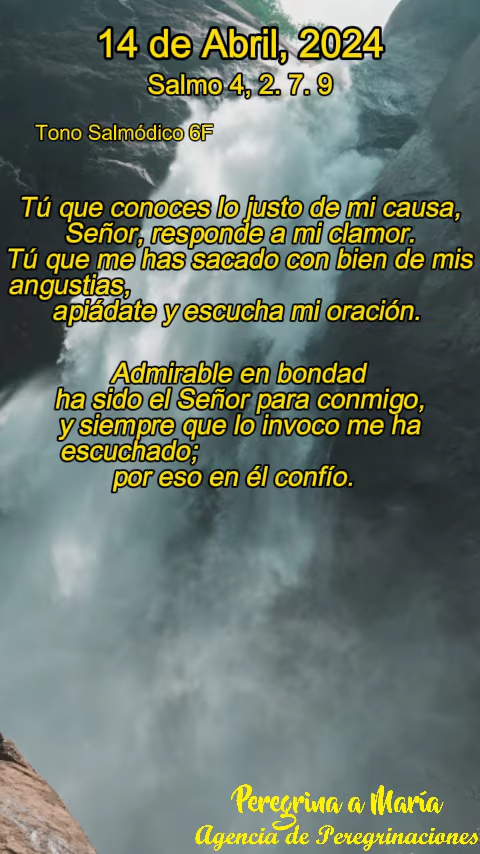 14 de Abril, 2024
Salmo 4, 2. 7. 9
Tono Salmódico 6F
Tú que conoces lo justo de mi causa,
Señor, responde a mi clamor.
Tú que me has sacado con bien de mis
angustias,
apiádate y escucha mi oración.
Admirable en bondad
ha sido el Señor para conmigo,
y siempre que lo invoco me ha
escuchado;
por eso en él confío.
Peregrina a María
Agencia de Peregrinaciones